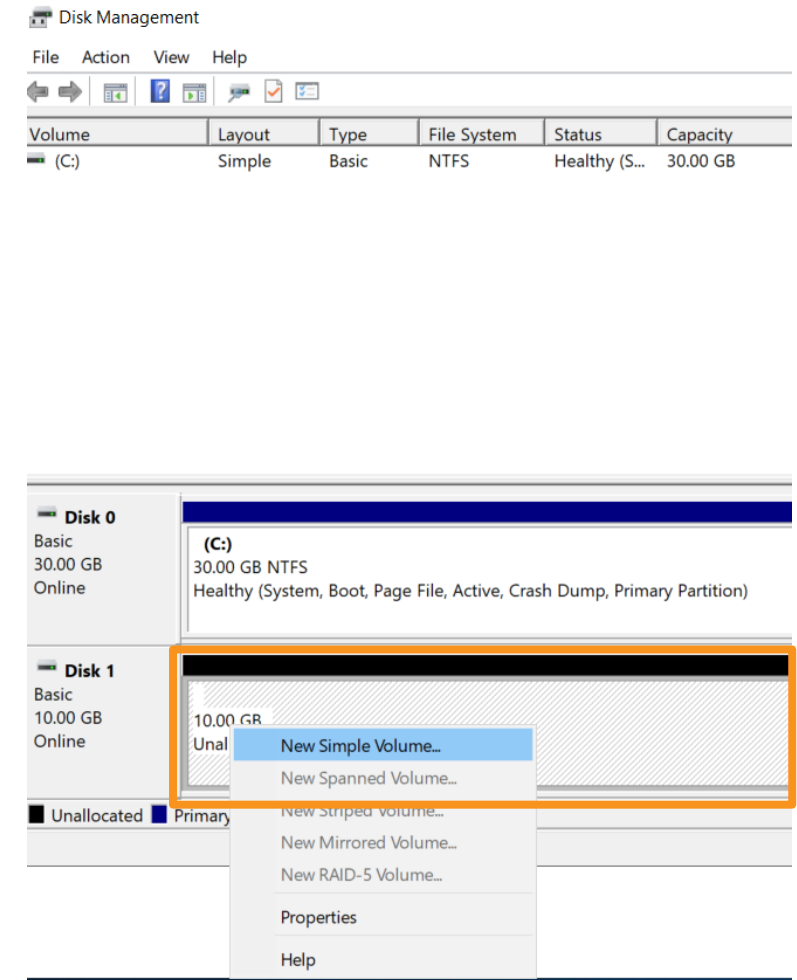 Disk Management
File Action View Help
Volume Layout Type File System Status Capacity
(C:) Simple Basic NTFS Healthy (S... 30.00 GB
Disk 0
Basic
30.00 GB
Online
(C:)
30.00 GB NTFS
Healthy (System, Boot, Page File, Active, Crash Dump, Primary Partition)
Disk 1
Basic
10.00 GB
Online
10.00 GB
Unal
New Simple Volume...
New Spanned Volume...
New Striped Volume...
New Mirrored Volume...
New RAID-5 Volume...
Properties
Help
Unallocated Primary